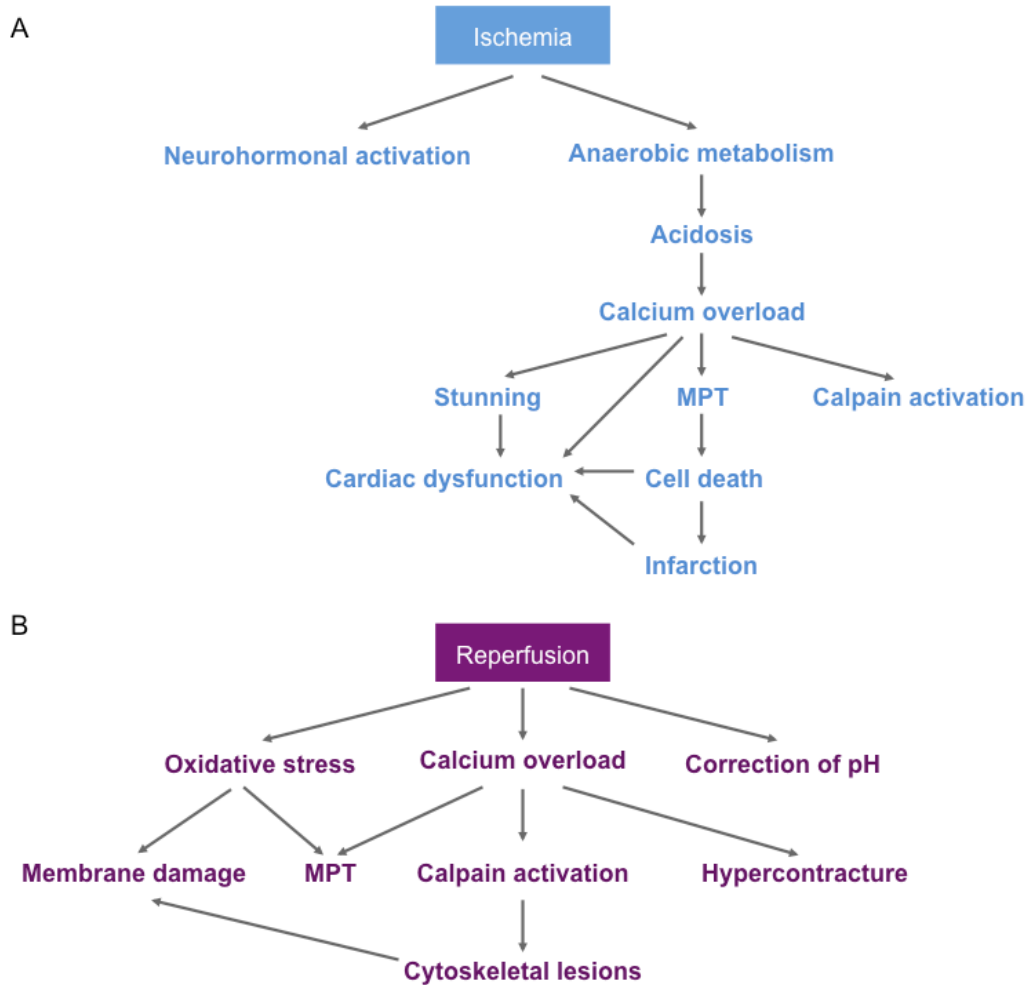 A
Ischemia
Neurohormonal activation
Anaerobic metabolism
Acidosis
Calcium overload
Stunning
MPT
Calpain activation
Cardiac dysfunction
Cell death
Infarction
B
Reperfusion
Oxidative stress
Calcium overload
Correction of pH
Membrane damage
MPT
Calpain activation
Hypercontracture
Cytoskeletal lesions